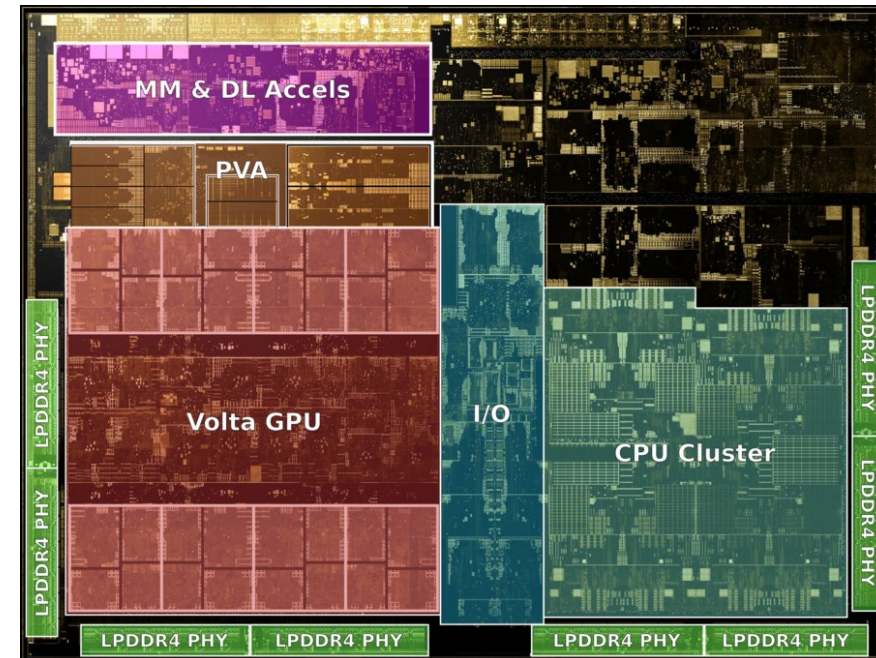 MM & DL Accels
PVA
Volta GPU
I/O
CPU Cluster
LPDDR4 PHY
LPDDR4 PHY
LPDDR4 PHY
LPDDR4 PHY
LPDDR4 PHY
LPDDR4 PHY
LPDDR4 PHY
LPDDR4 PHY